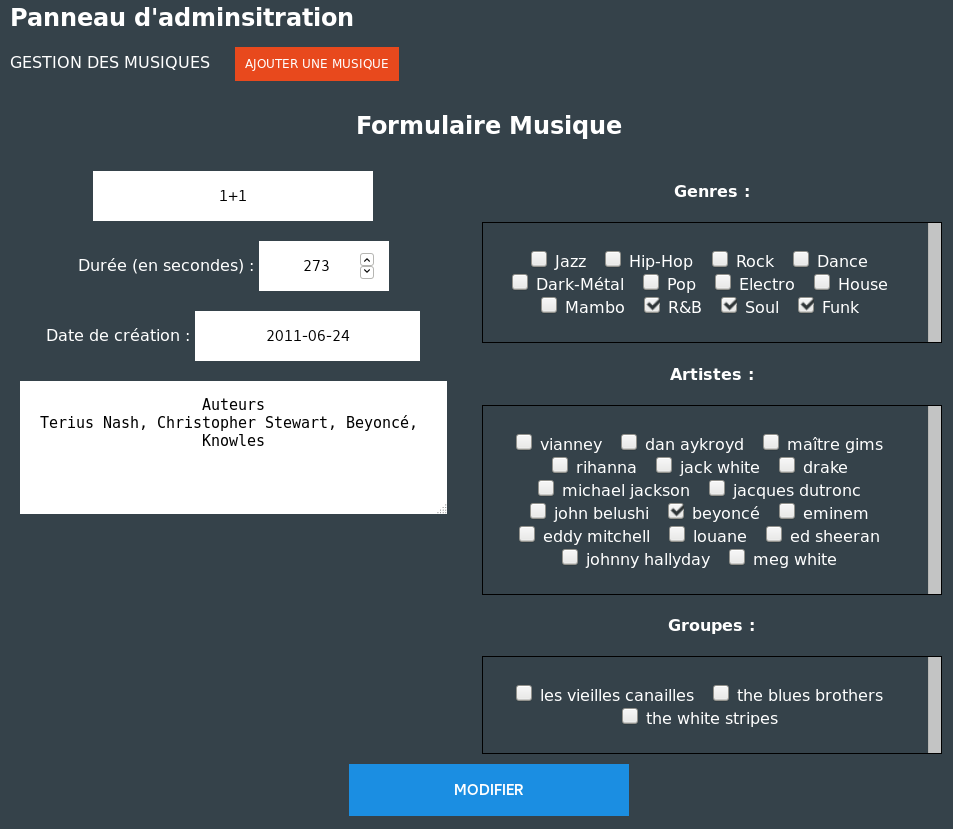 Panneau d'adminsitration
GESTION DES MUSIQUES AJOUTER UNE MUSIQUE
Formulaire Musique
1+1
Durée (en secondes) : 273
Date de création : 2011-06-24
Auteurs
Terius Nash, Christopher Stewart, Beyoncé,
Knowles
Genres :
Jazz Hip-Hop Rock Dance
Dark-Métal Pop Electro House
Mambo R&B Soul Funk
Artistes :
vianney dan aykroyd maître gims
rihanna jack white drake
michael jackson jacques dutronc
john belushi beyoncé eminem
eddy mitchell louane ed sheeran
johnny hallyday meg white
Groupes :
les vieilles canailles the blues brothers
the white stripes
MODIFIER